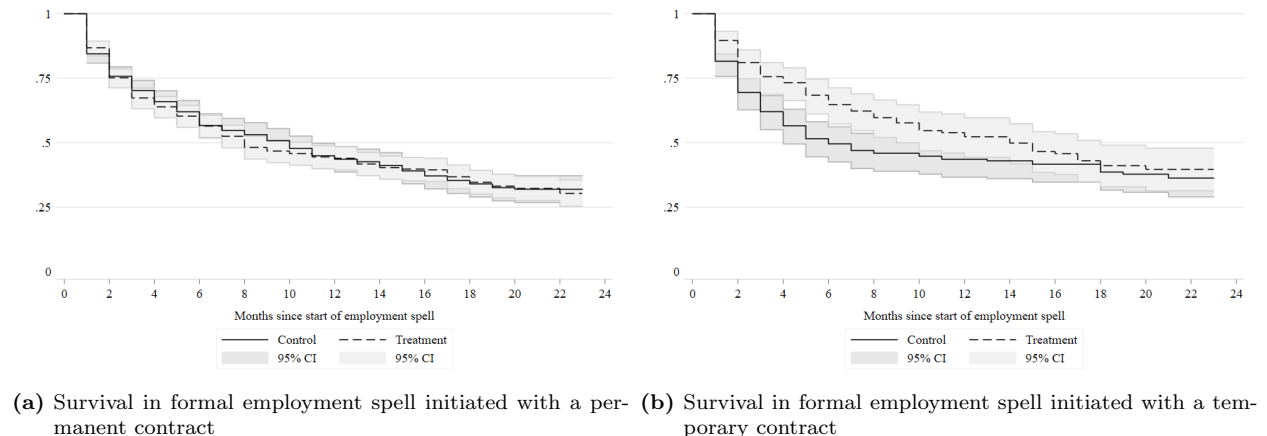 1
.75
.5
.25
0
0 2 4 6 8 10 12 14 16 18 20 22 24
Months since start of employment spell
Control Treatment
95% CI 95% CI
1
.75
.5
.25
0
0 2 4 6 8 10 12 14 16 18 20 22 24
Months since start of employment spell
Control Treatment
95% CI 95% CI
(a) Survival in formal employment spell initiated with a per-
manent contract
(b) Survival in formal employment spell initiated with a tem-
porary contract